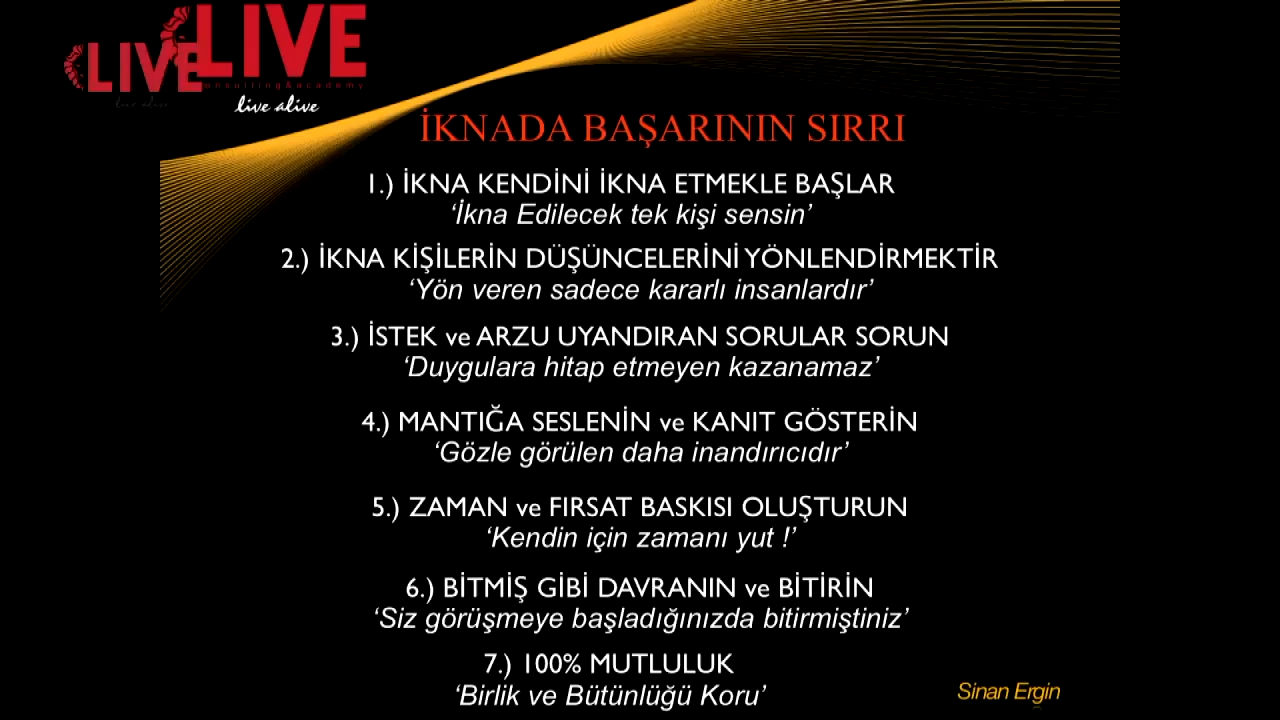 LIVE
LIVE
consulting&academy
live alive
live alive
İKNADA BAŞARININ SIRRI
1.) İKNA KENDİNİ İKNA ETMEKLE BAŞLAR
‘İkna Edilecek tek kişi sensin’
2.) İKNA KİŞİLERİN DÜŞÜNCELERİNİ YÖNLENDİRMEKTİR
‘Yön veren sadece kararlı insanlardır’
3.) İSTEK ve ARZU UYANDIRAN SORULAR SORUN
‘Duygulara hitap etmeyen kazanamaz’
4.) MANTIĞA SESLENİN ve KANIT GÖSTERİN
‘Gözle görülen daha inandırıcıdır’
5.) ZAMAN ve FIRSAT BASKISI OLUŞTURUN
‘Kendin için zamanı yut !’
6.) BİTMİŞ GİBİ DAVRANIN ve BİTİRİN
‘Siz görüşmeye başladığınızda bitirmiştiniz’
7.) 100% MUTLULUK
‘Birlik ve Bütünlüğü Koru’
Sinan Ergin